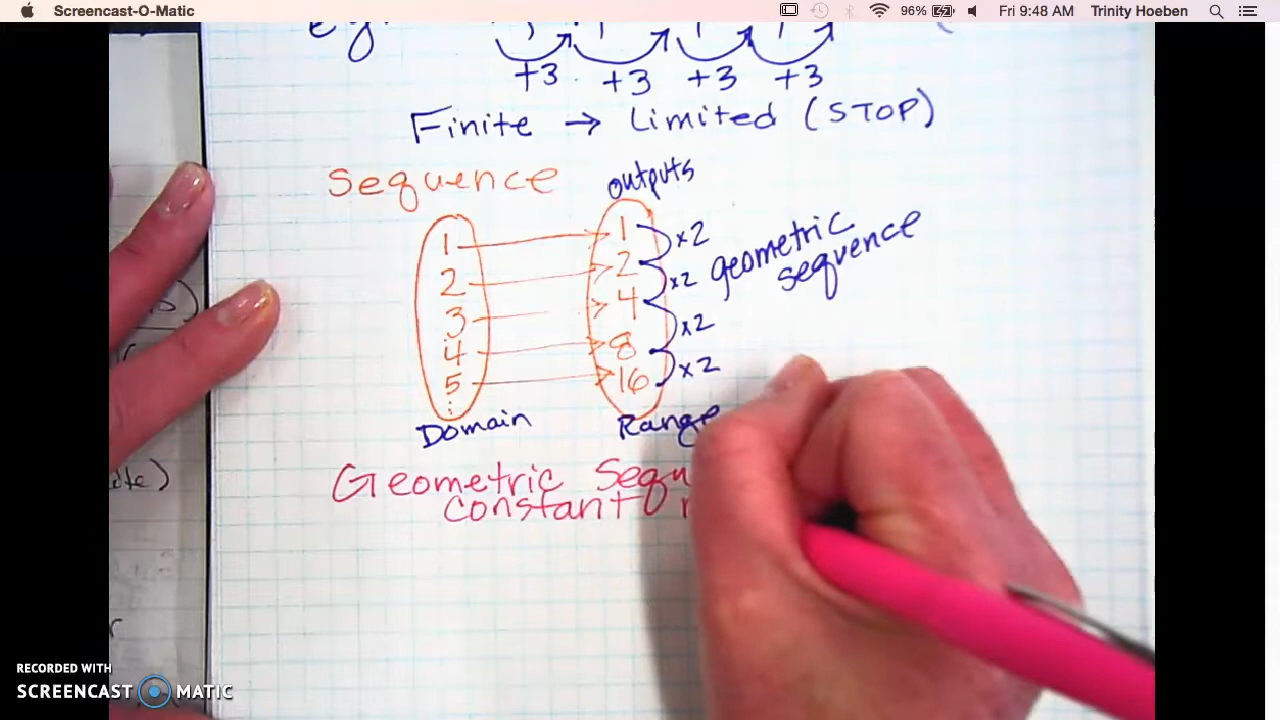 Screencast-O-Matic 96% Fri 9:48 AM Trinity Hoeben
eg
+3 +3 +3 +3
Finite → Limited (STOP)
Sequence outputs
1 1 x2
2 2 x2 geometric sequence
3 4 x2
4 8 x2
5 16
⋮
Domain Range
Geometric
constant
RECORDED WITH
SCREENCAST MATIC